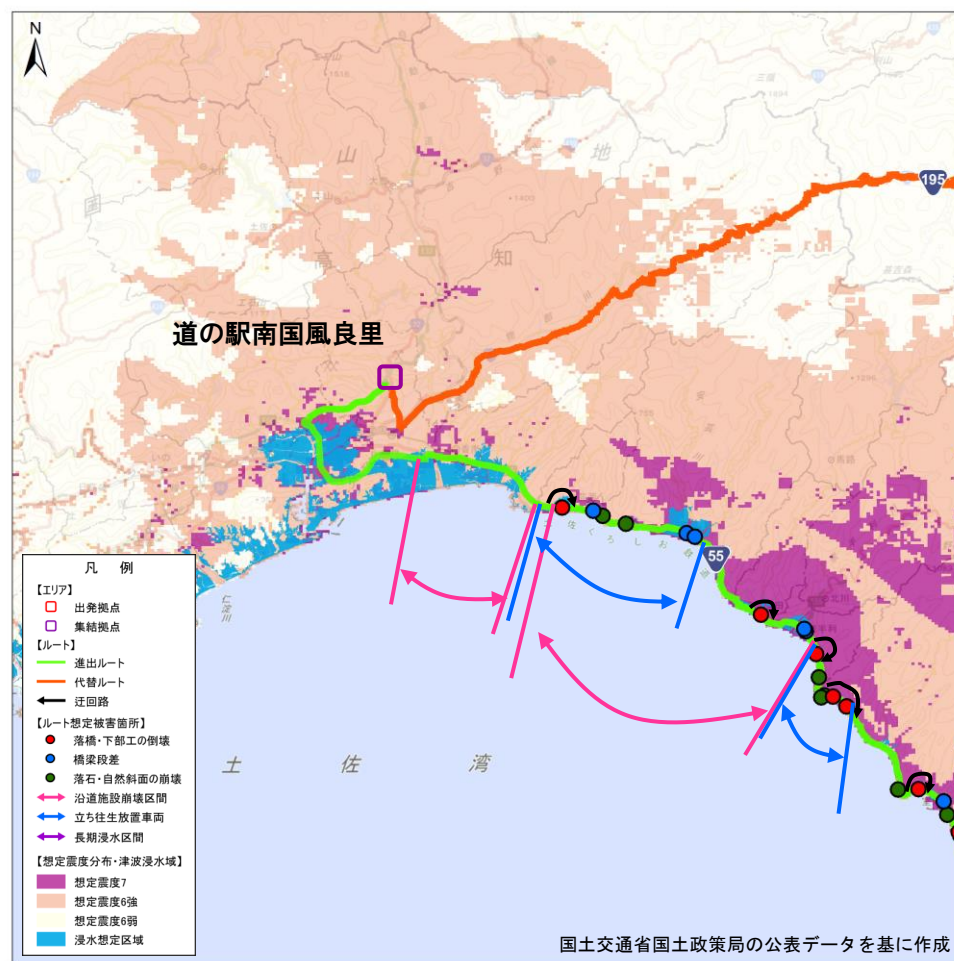 N
195
山
地
高
知
道の駅南国風良里
55
仁淀川
土佐湾
凡 例
【エリア】
出発拠点
集結拠点
【ルート】
進出ルート
代替ルート
迂回路
【ルート想定被害箇所】
落橋・下部工の倒壊
橋梁段差
落石・自然斜面の崩壊
沿道施設崩壊区間
立ち往生放置車両
長期浸水区間
【想定震度分布・津波浸水域】
想定震度7
想定震度6強
想定震度6弱
浸水想定区域
国土交通省国土政策局の公表データを基に作成